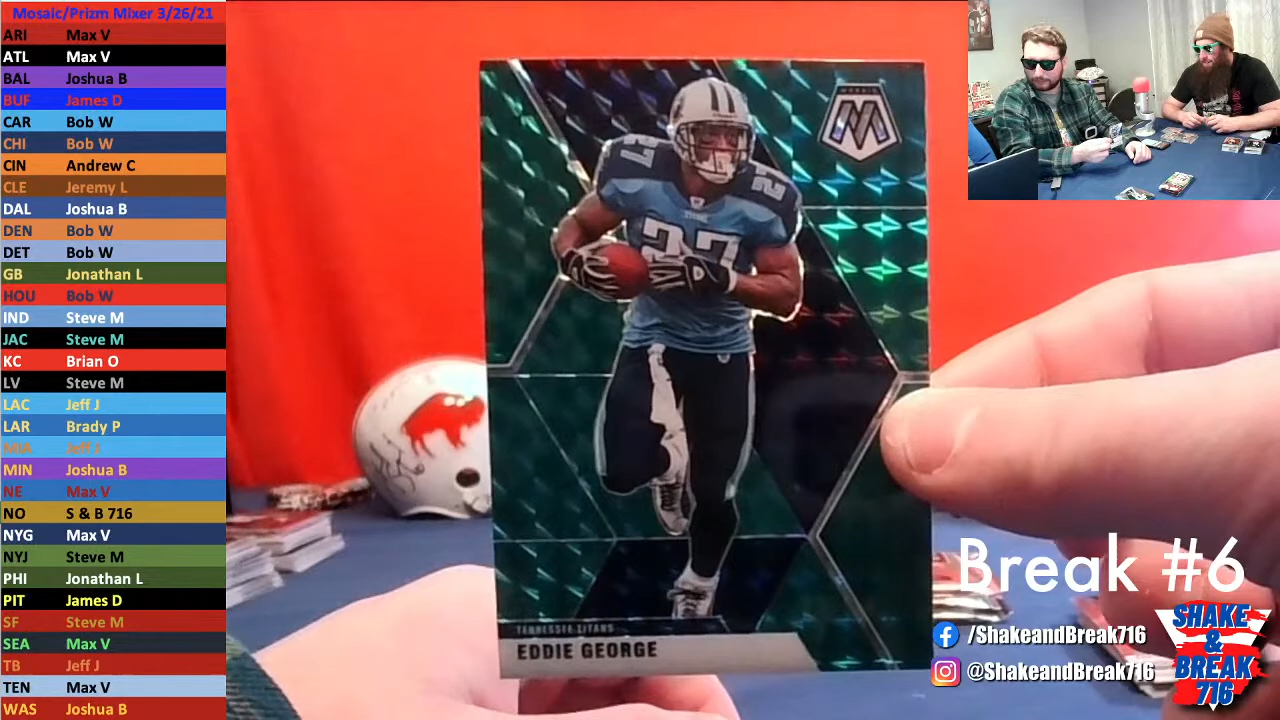 Mosaic/Prizm Mixer 3/26/21
ARI Max V
ATL Max V
BAL Joshua B
BUF James D
CAR Bob W
CHI Bob W
CIN Andrew C
CLE Jeremy L
DAL Joshua B
DEN Bob W
DET Bob W
GB Jonathan L
HOU Bob W
IND Steve M
JAC Steve M
KC Brian O
LV Steve M
LAC Jeff J
LAR Brady P
MIA Jeff J
MIN Joshua B
NE Max V
NO S & B 716
NYG Max V
NYJ Steve M
PHI Jonathan L
PIT James D
SF Steve M
SEA Max V
TB Jeff J
TEN Max V
WAS Joshua B
MOSAIC
M
27
27
27
TENNESSEE TITANS
EDDIE GEORGE
Break #6
/ShakeandBreak716
@ShakeandBreak716
SHAKE
&
BREAK
716